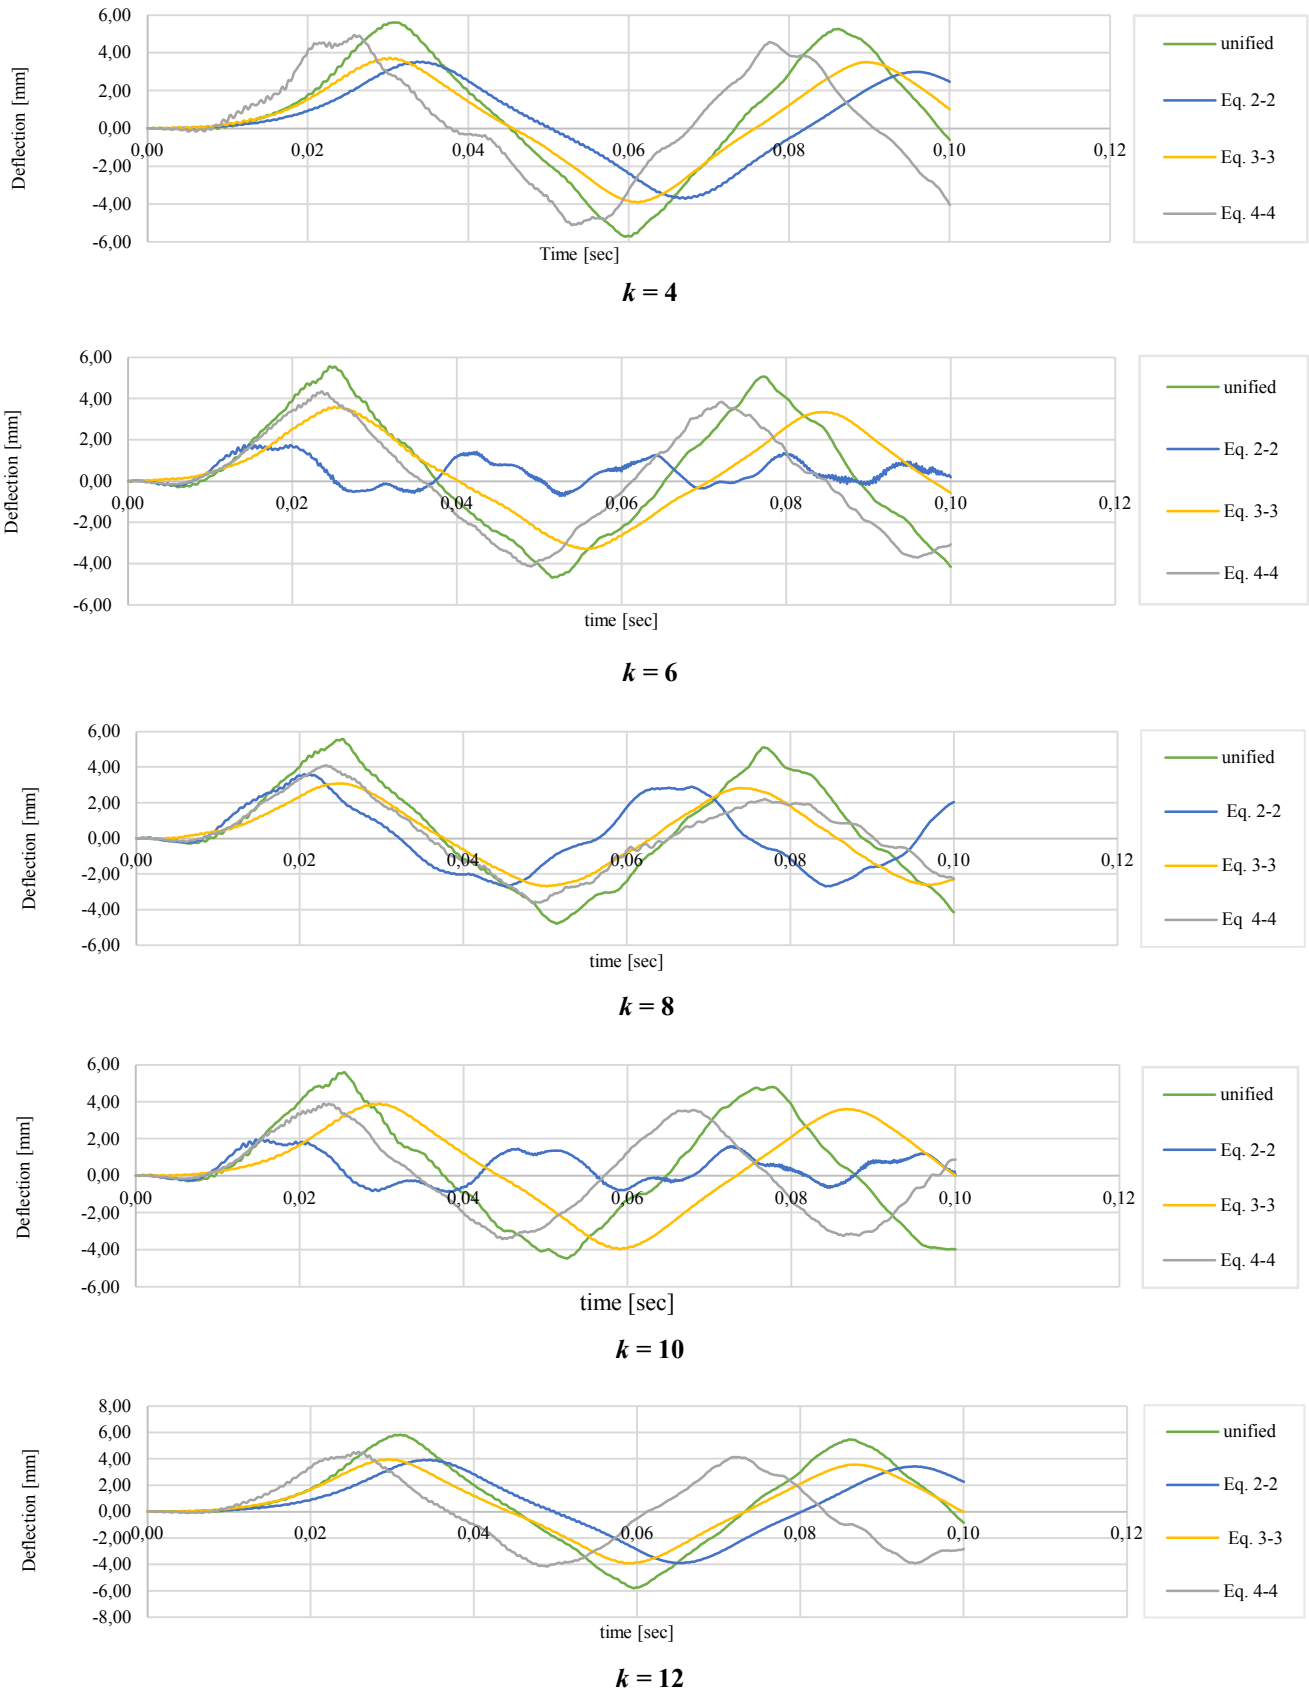 6,00
4,00
2,00
0,00
-2,00
-4,00
-6,00
0,00 0,02 0,04 0,06 0,08 0,10 0,12
Deflection [mm]
Time [sec]
unified
Eq. 2-2
Eq. 3-3
Eq. 4-4
k = 4
6,00
4,00
2,00
0,00
-2,00
-4,00
-6,00
0,00 0,02 0,04 0,06 0,08 0,10 0,12
Deflection [mm]
time [sec]
unified
Eq. 2-2
Eq. 3-3
Eq. 4-4
k = 6
6,00
4,00
2,00
0,00
-2,00
-4,00
-6,00
0,00 0,02 0,04 0,06 0,08 0,10 0,12
Deflection [mm]
time [sec]
unified
Eq. 2-2
Eq. 3-3
Eq 4-4
k = 8
6,00
4,00
2,00
0,00
-2,00
-4,00
-6,00
0,00 0,02 0,04 0,06 0,08 0,10 0,12
Deflection [mm]
time [sec]
unified
Eq. 2-2
Eq. 3-3
Eq. 4-4
k = 10
8,00
6,00
4,00
2,00
0,00
-2,00
-4,00
-6,00
-8,00
0,00 0,02 0,04 0,06 0,08 0,10 0,12
Deflection [mm]
time [sec]
unified
Eq. 2-2
Eq. 3-3
Eq. 4-4
k = 12